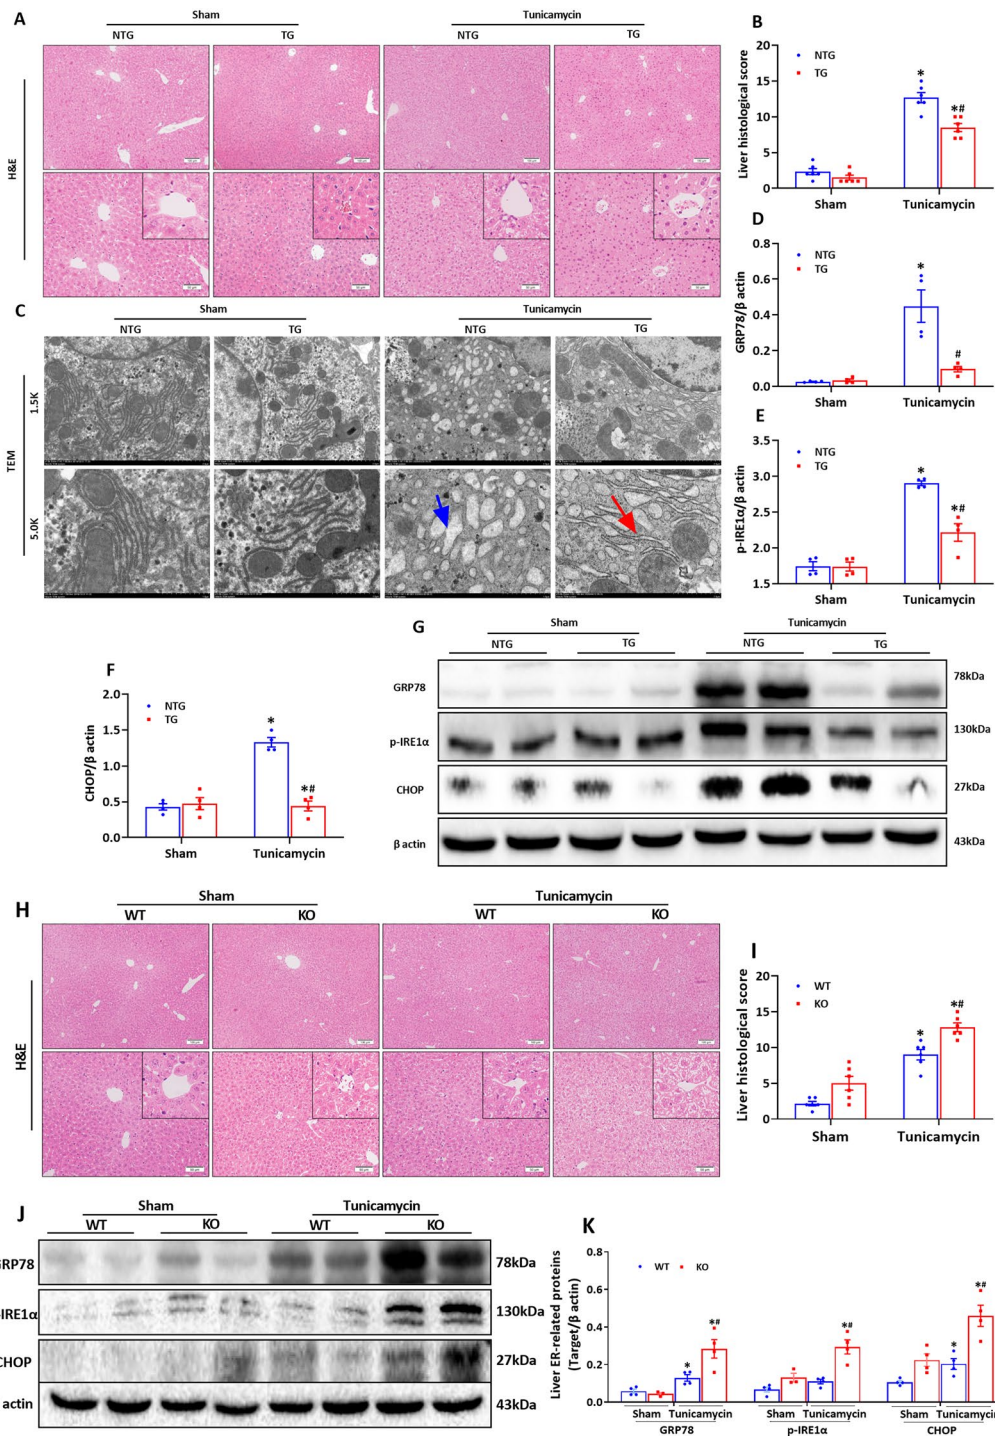 A
Sham
Tunicamycin
NTG
TG
NTG
TG
H&E
B
Liver histological score
20
15
10
5
0
NTG
TG
*
*#
Sham
Tunicamycin
C
Sham
Tunicamycin
NTG
TG
NTG
TG
TEM
1.5K
5.0K
D
GRP78/β actin
0.8
0.6
0.4
0.2
0.0
NTG
TG
*
#
Sham
Tunicamycin
E
p-IRE1α/β actin
3.5
3.0
2.5
2.0
1.5
NTG
TG
*
*#
Sham
Tunicamycin
F
CHOP/β actin
2.0
1.5
1.0
0.5
0.0
NTG
TG
*
*#
Sham
Tunicamycin
G
Sham
Tunicamycin
NTG
TG
NTG
TG
GRP78
78kDa
p-IRE1α
130kDa
CHOP
27kDa
β actin
43kDa
H
Sham
Tunicamycin
WT
KO
WT
KO
H&E
I
Liver histological score
20
15
10
5
0
WT
KO
*
*#
Sham
Tunicamycin
J
Sham
Tunicamycin
WT
KO
WT
KO
GRP78
78kDa
IRE1α
130kDa
CHOP
27kDa
actin
43kDa
K
Liver ER-related proteins
(Target/β actin)
0.8
0.6
0.4
0.2
0.0
WT
KO
*
*#
*#
*
*#
Sham
Tunicamycin
Sham
Tunicamycin
Sham
Tunicamycin
GRP78
p-IRE1α
CHOP